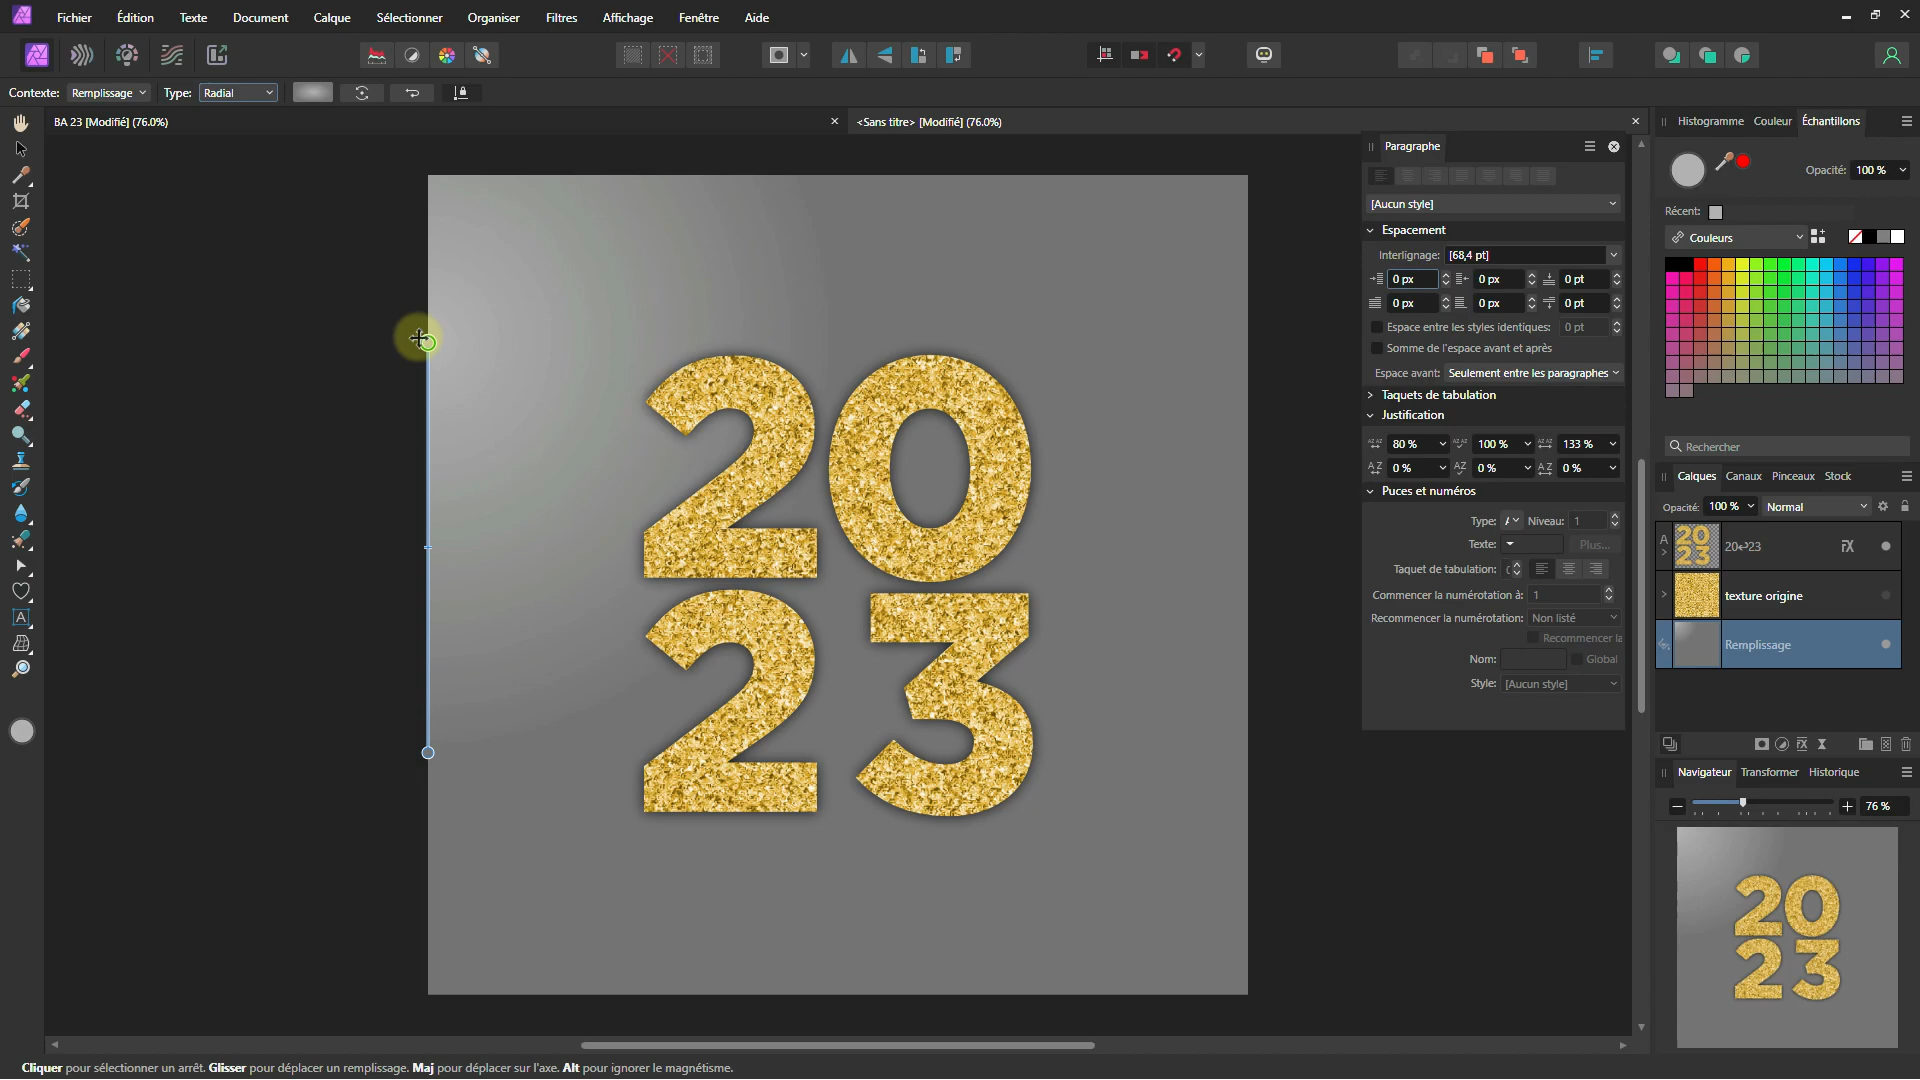 Fichier Édition Texte Document Calque Sélectionner Organiser Filtres Affichage Fenêtre Aide
Contexte: Remplissage Type: Radial
BA 23 [Modifié] (76.0%)
<Sans titre> [Modifié] (76.0%)
Paragraphe
[Aucun style]
Espacement
Interlignage: [68,4 pt]
0 px 0 px 0 pt
0 px 0 px 0 pt
Espace entre les styles identiques: 0 pt
Somme de l'espace avant et après
Espace avant: Seulement entre les paragraphes
Taquets de tabulation
Justification
80 % 100 % 133 %
0 % 0 % 0 %
Puces et numéros
Type: Niveau: 1
Texte: Plus...
Taquet de tabulation:
Commencer la numérotation à: 1
Recommencer la numérotation: Non listé
Recommencer la
Nom: Global
Style: [Aucun style]
20
23
Histogramme Couleur Échantillons
Opacité: 100 %
Récent:
Couleurs
Rechercher
Calques Canaux Pinceaux Stock
Opacité: 100 % Normal
20↩23
texture origine
Remplissage
Navigateur Transformer Historique
76 %
20
23
Cliquer pour sélectionner un arrêt. Glisser pour déplacer un remplissage. Maj pour déplacer sur l'axe. Alt pour ignorer le magnétisme.